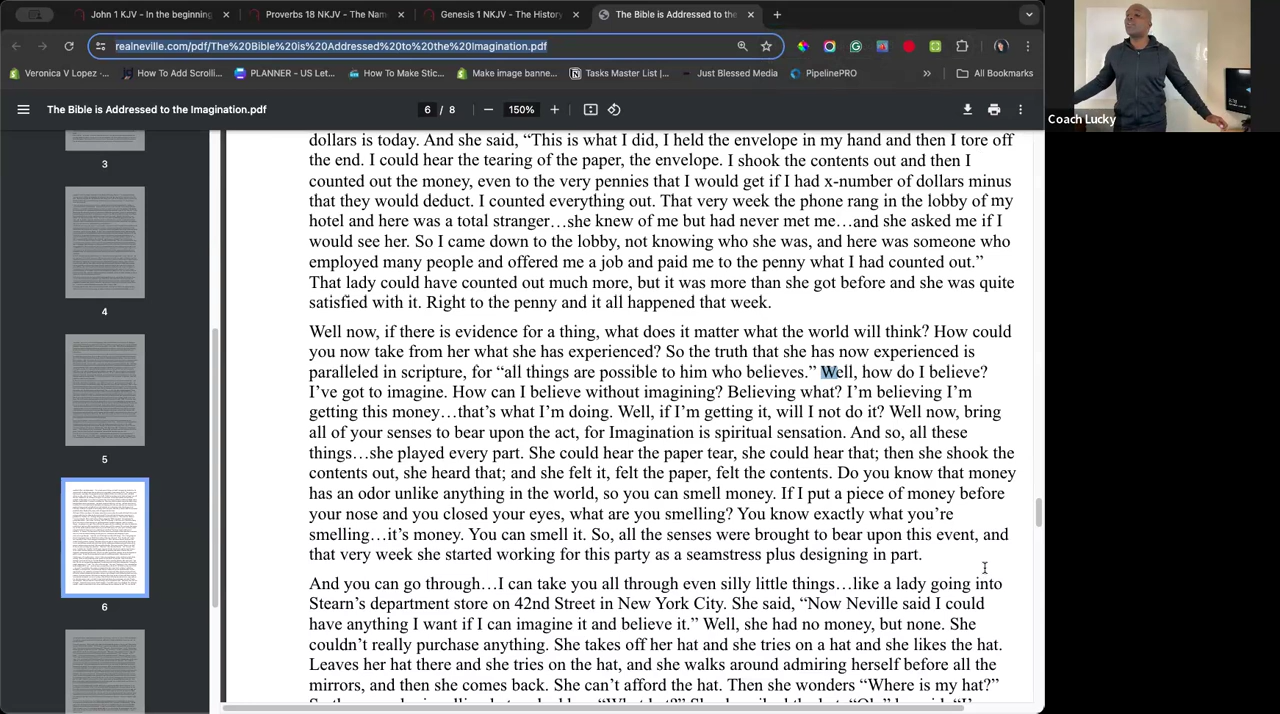 John 1 KJV - In the beginning
Proverbs 18 NKJV - The Nam
Genesis 1 NKJV - The History
The Bible is Addressed to the
reaineville.com/pdf/The%20Bible%20is%20Addressed%20to%20the%20Imagination.pdf
Veronica V Lopez -...
How To Add Scrolli...
PLANNER - US Let...
How To Make Stic...
Make image banne...
Tasks Master List |...
Just Blessed Media
PipelinePRO
All Bookmarks
Coach Lucky
The Bible is Addressed to the Imagination.pdf
6 / 8
150%
3
4
5
6
dollars is today. And she said, “This is what I did, I held the envelope in my hand and then I tore off
the end. I could hear the tearing of the paper, the envelope. I shook the contents out and then I
counted out the money, even to the very pennies that I would get if I had x-number of dollars minus
that they would deduct. I counted everything out. That very week the phone rang in the lobby of my
hotel and here was a total stranger…she knew of me but had never met me…and she asked me if I
would see her. So I came down to the lobby, not knowing who she was, and here was someone who
employed many people and offered me a job and paid me to the penny what I had counted out.”
That lady could have counted out much more, but it was more than she got before and she was quite
satisfied with it. Right to the penny and it all happened that week.
Well now, if there is evidence for a thing, what does it matter what the world will think? How could
you now take from her what she has experienced? So the truth that she has now experienced is
paralleled in scripture, for “all things are possible to him who believes.” Well, how do I believe?
I’ve got to imagine. How can I believe without imagining? Believing what? I’m believing I’m
getting this money…that’s what I’m doing. Well, if I’m getting it, will I not do it? Well now, bring
all of your senses to bear upon that act, for Imagination is spiritual sensation. And so, all these
things…she played every part. She could hear the paper tear, she could hear that; then she shook the
contents out, she heard that; and she felt it, felt the paper, felt the contents. Do you know that money
has an odor unlike anything in the world, so you can smell money? If I put a piece of money before
your nose and you closed your eyes, what are you smelling? You know exactly what you’re
smelling…it’s money. You can’t miss it. So, all the senses were brought to bear upon this event, and
that very week she started working for this party as a seamstress plus designing in part.
And you can go through…I can take you all through even silly little things…like a lady going into
Stearn’s department store on 42nd Street in New York City. She said, “Now Neville said I could
have anything I want if I can imagine it and believe it.” Well, she had no money, but none. She
couldn’t really purchase anything. She takes off her hat and she tries on a hat and she likes the hat.
Leaves her hat there and she tries on the hat, and she walks around admiring herself before all the
mirrors, and then she comes back. She can’t afford the hat. Then she wonders “Where is my hat?”